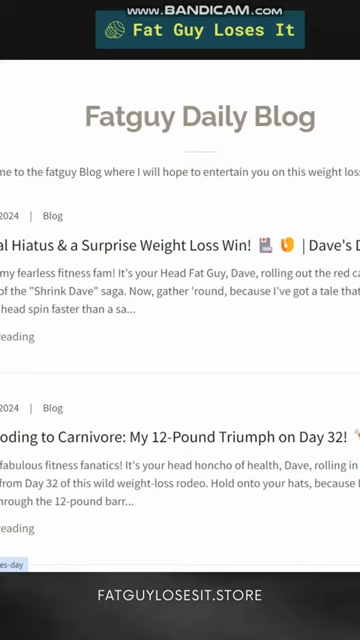 www.BANDICAM.com
Fat Guy Loses It
Fatguy Daily Blog
me to the fatguy Blog where I will hope to entertain you on this weight los
2024 | Blog
al Hiatus & a Surprise Weight Loss Win! | Dave's D
my fearless fitness fam! It's your Head Fat Guy, Dave, rolling out the red ca
of the "Shrink Dave" saga. Now, gather 'round, because I've got a tale that
head spin faster than a sa...
eading
2024 | Blog
oding to Carnivore: My 12-Pound Triumph on Day 32!
fabulous fitness fanatics! It's your head honcho of health, Dave, rolling in
from Day 32 of this wild weight-loss rodeo. Hold onto your hats, because I
hrough the 12-pound barr...
eading
es-day
FATGUYLOSESIT.STORE